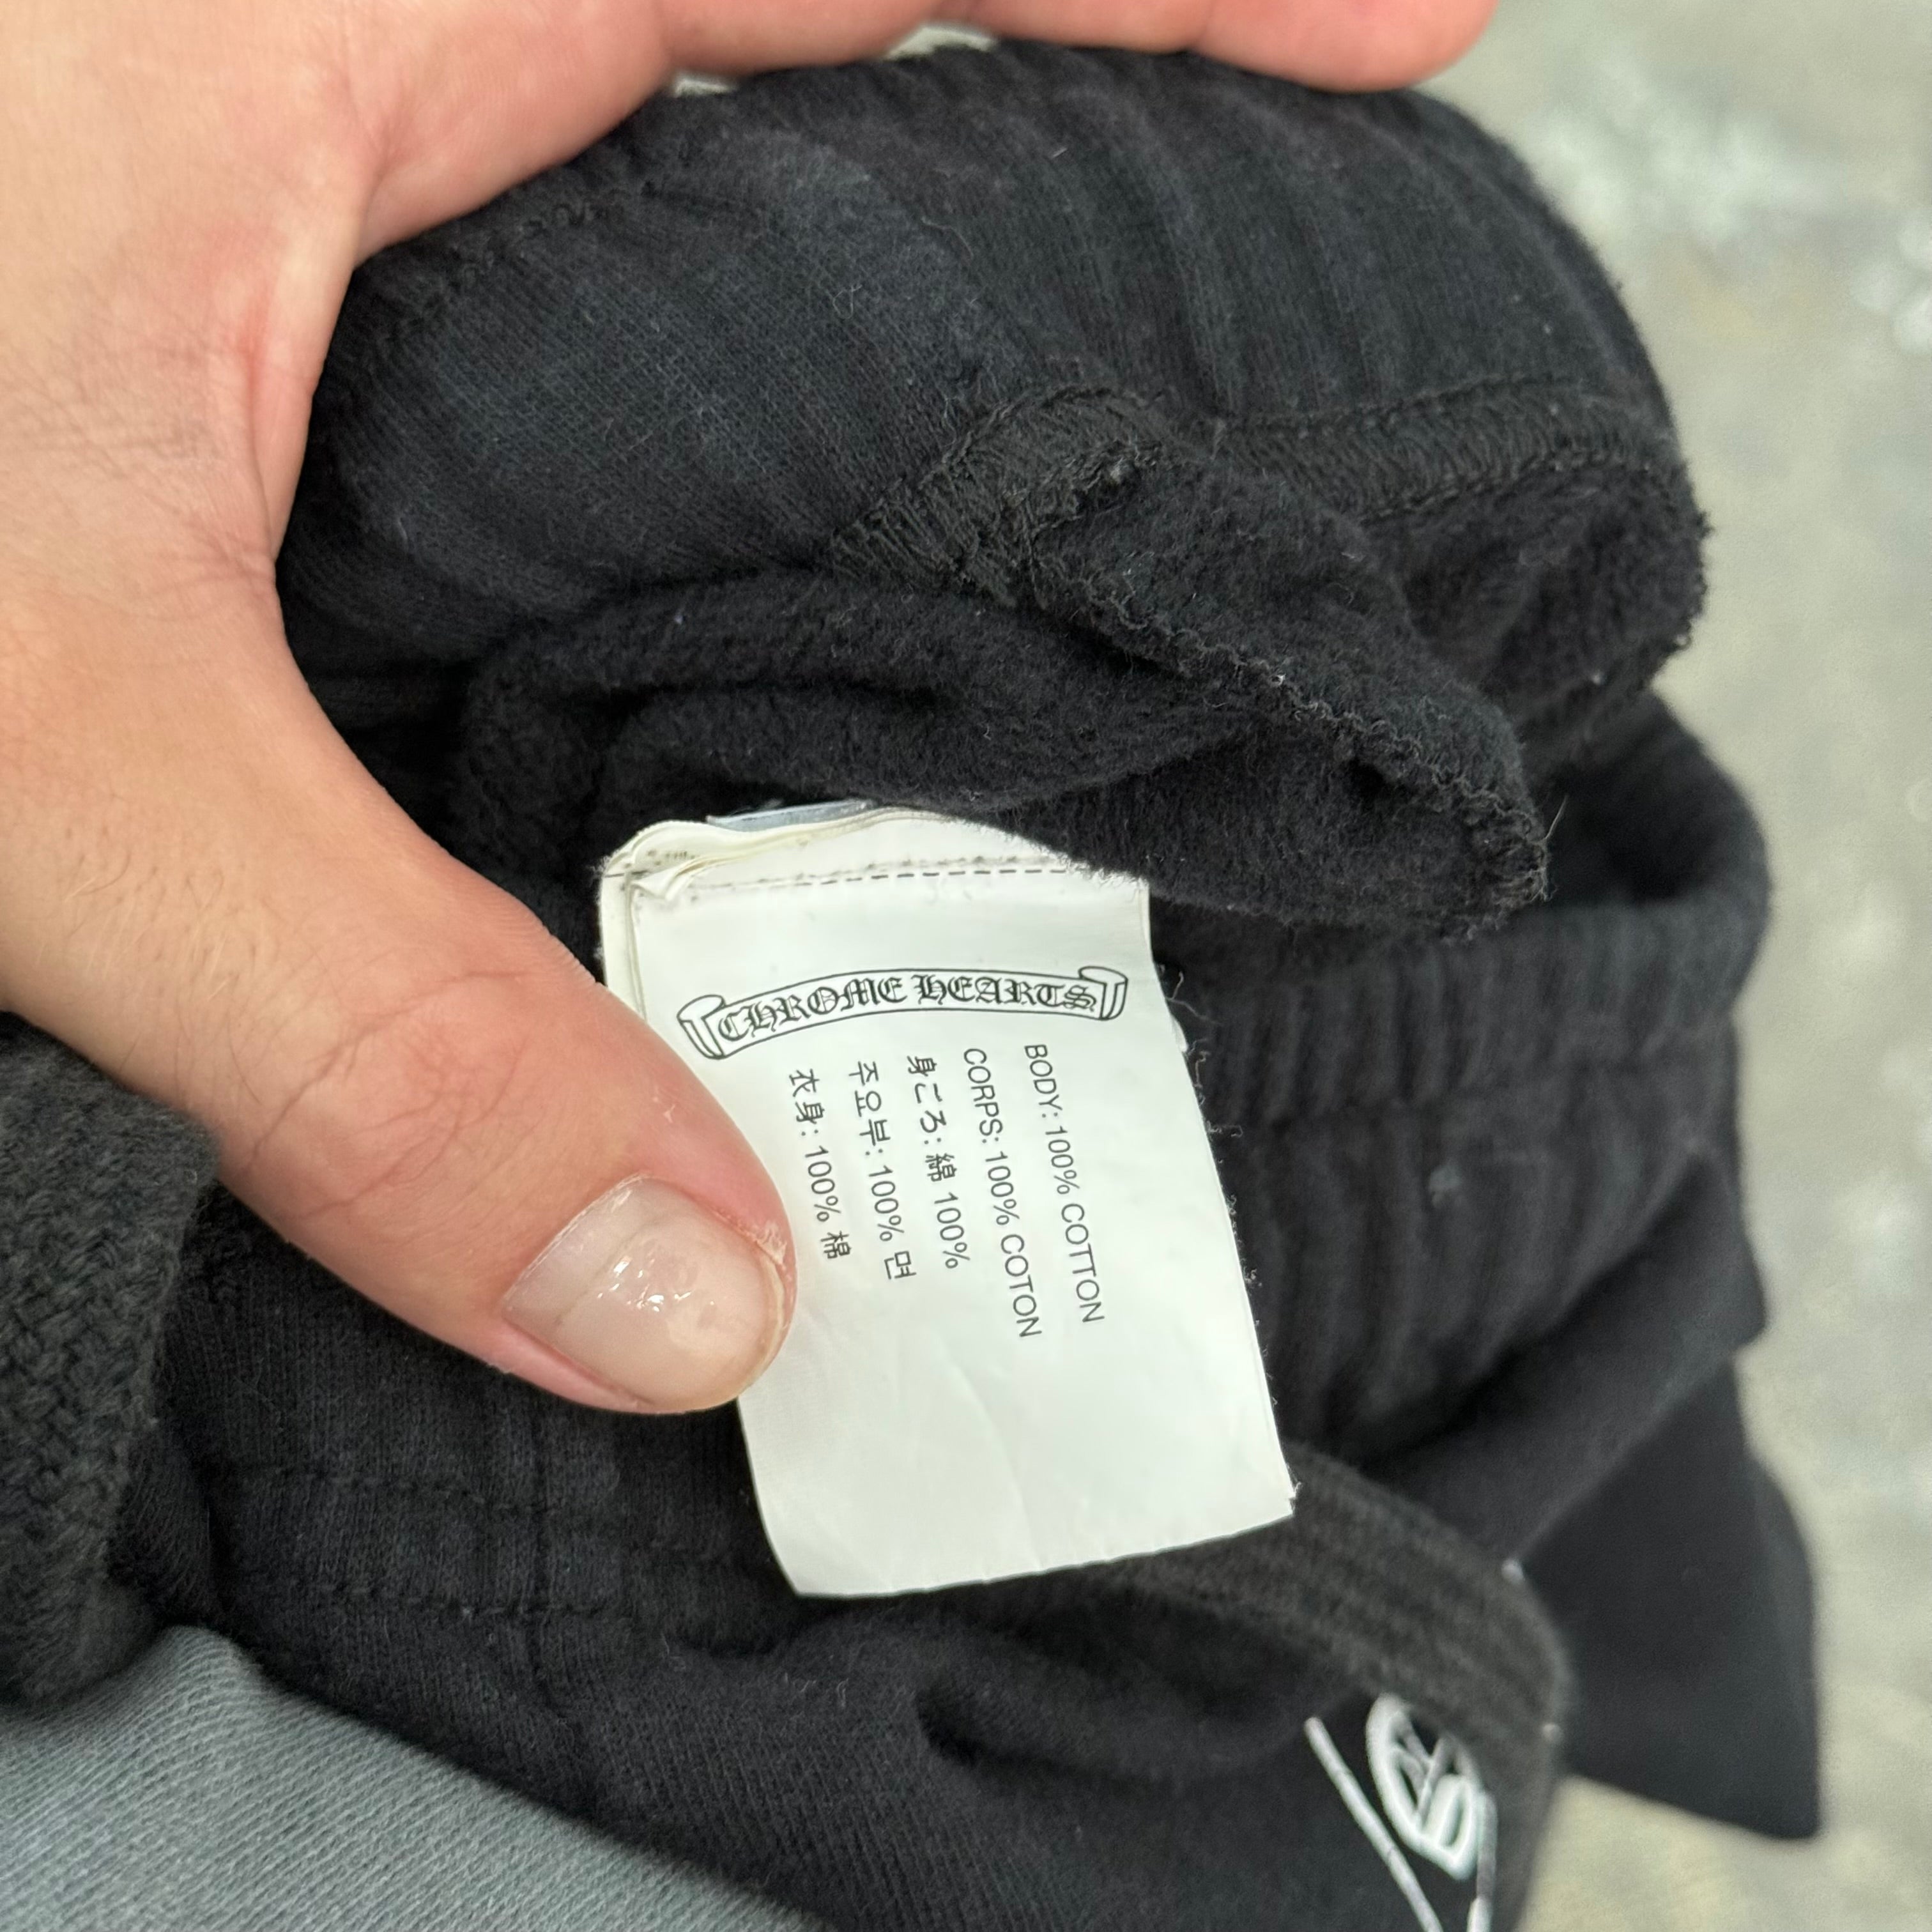 CHROME HEARTS
BODY: 100% COTTON
CORPS: 100% COTON
身ごろ: 綿 100%
주요부: 100% 면
衣身: 100% 棉